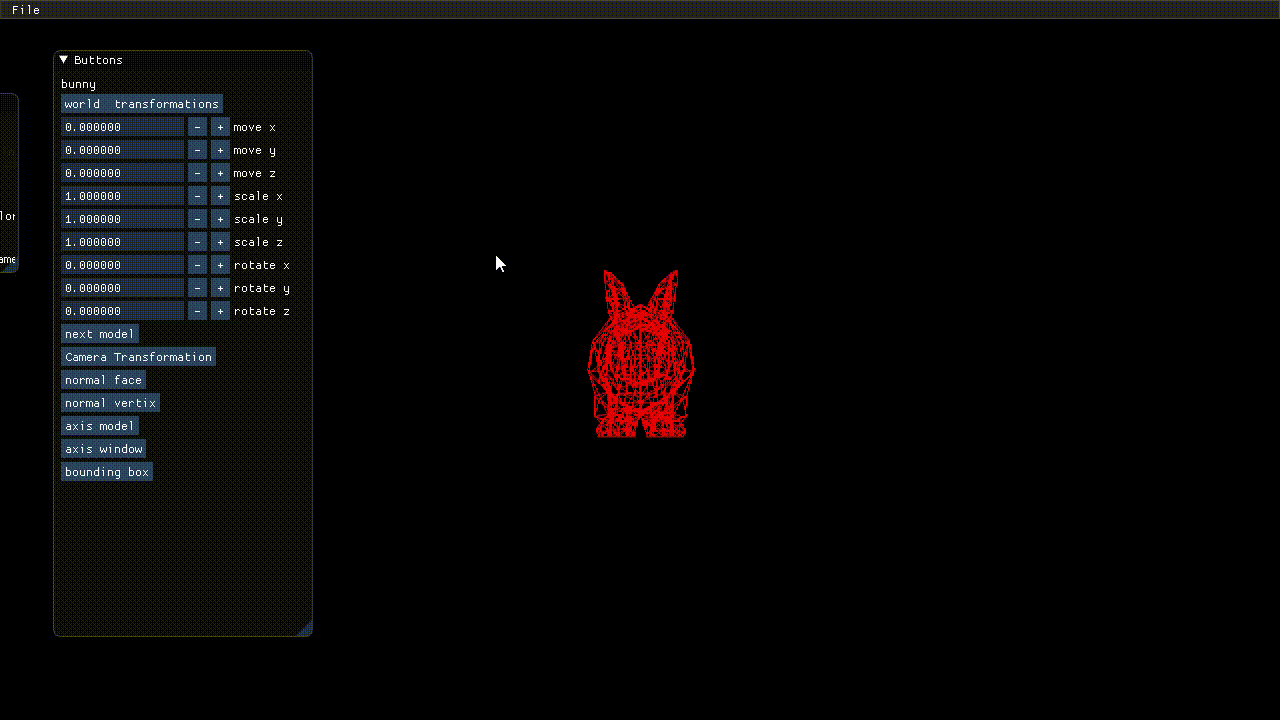 File
Buttons
bunny
world  transformations
0.000000 - + move x
0.000000 - + move y
0.000000 - + move z
1.000000 - + scale x
1.000000 - + scale y
1.000000 - + scale z
0.000000 - + rotate x
0.000000 - + rotate y
0.000000 - + rotate z
next model
Camera Transformation
normal face
normal vertix
axis model
axis window
bounding box
lor
ame